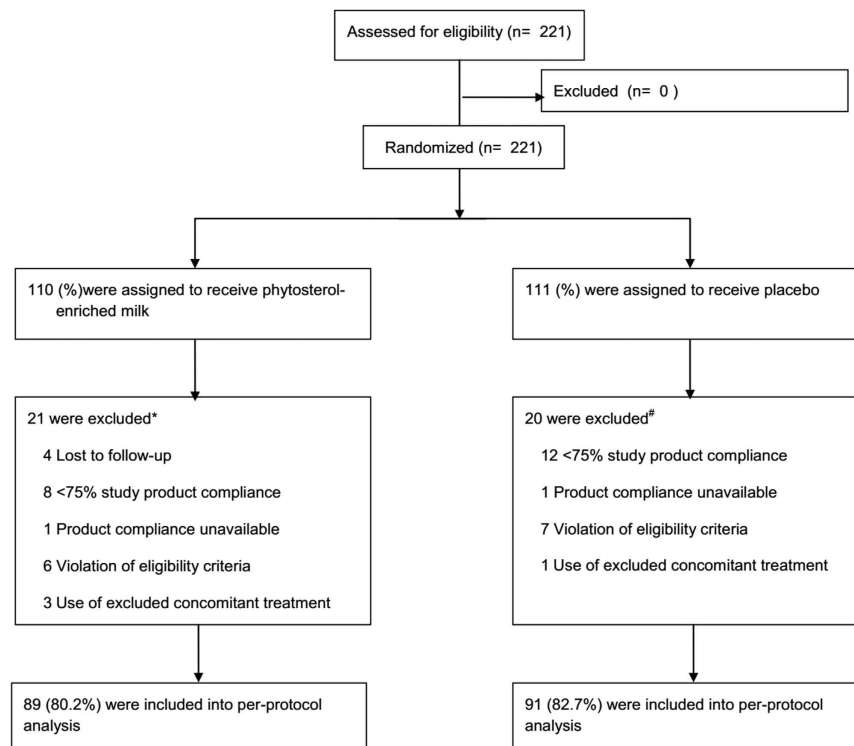 Assessed for eligibility (n= 221)
Excluded (n= 0 )
Randomized (n= 221)
110 (%)were assigned to receive phytosterol-
enriched milk
111 (%) were assigned to receive placebo
21 were excluded*
4 Lost to follow-up
8 <75% study product compliance
1 Product compliance unavailable
6 Violation of eligibility criteria
3 Use of excluded concomitant treatment
20 were excluded#
12 <75% study product compliance
1 Product compliance unavailable
7 Violation of eligibility criteria
1 Use of excluded concomitant treatment
89 (80.2%) were included into per-protocol
analysis
91 (82.7%) were included into per-protocol
analysis